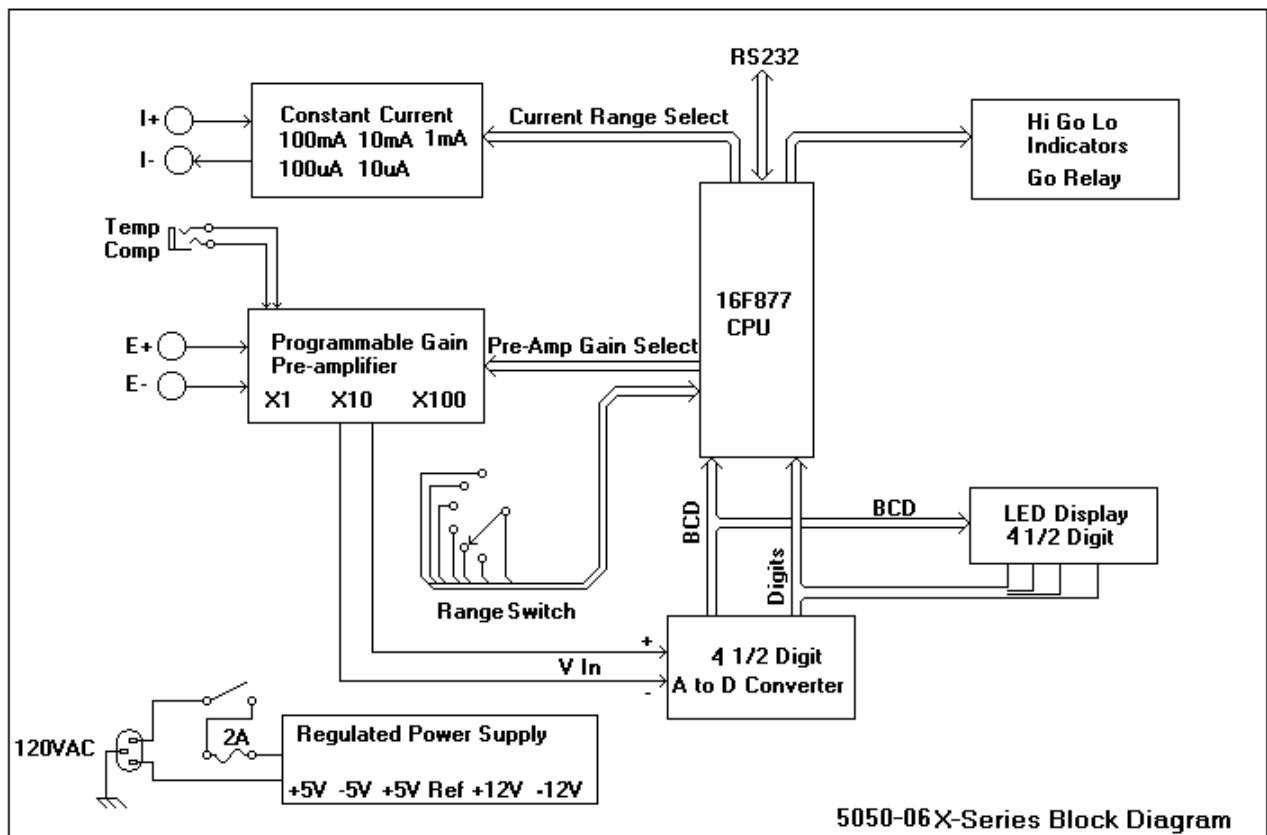 RS232
I+
I-
Constant Current
100mA 10mA 1mA
100uA 10uA
Current Range Select
Hi Go Lo
Indicators
Go Relay
Temp
Comp
16F877
CPU
E+
E-
Programmable Gain
Pre-amplifier
X1 X10 X100
Pre-Amp Gain Select
BCD
Digits
BCD
LED Display
4 1/2 Digit
Range Switch
+
V In
-
4 1/2 Digit
A to D Converter
120VAC
2A
Regulated Power Supply
+5V -5V +5V Ref +12V -12V
5050-06 X-Series Block Diagram